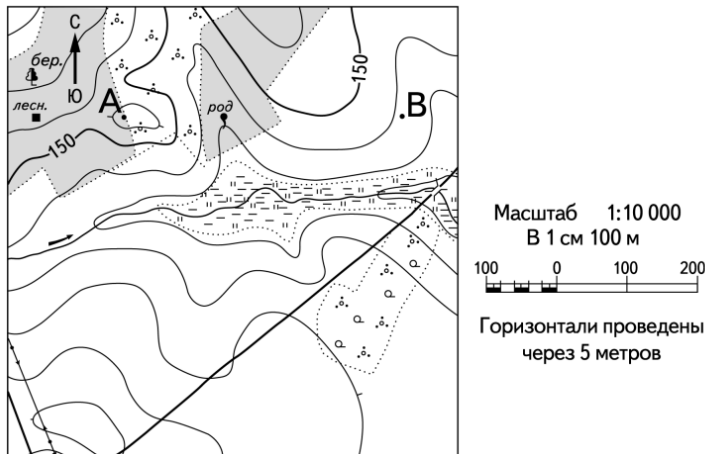 С
бер.
Ю
лесн.
А
род
В
150
150
Масштаб 1:10 000
В 1 см 100 м
100 0 100 200
Горизонтали проведены
через 5 метров